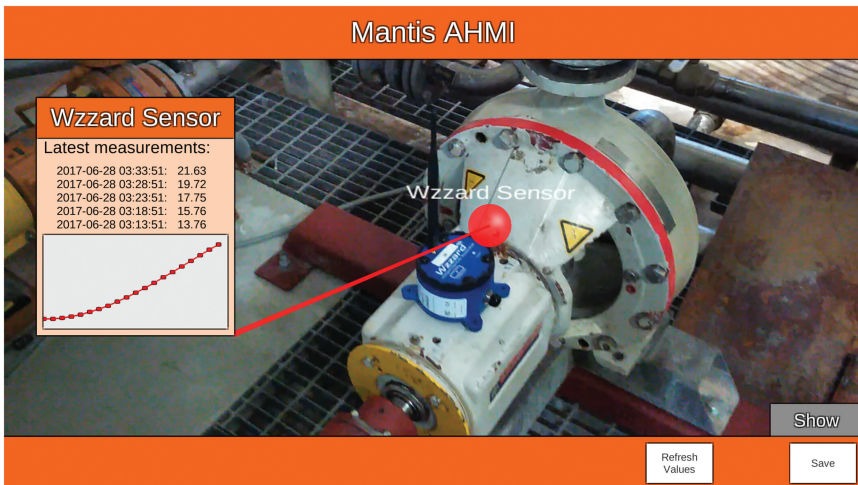 Mantis AHMI
Wzzard Sensor
Latest measurements:
2017-06-28 03:33:51: 21.63
2017-06-28 03:28:51: 19.72
2017-06-28 03:23:51: 17.75
2017-06-28 03:18:51: 15.76
2017-06-28 03:13:51: 13.76
Wzzard Sensor
Wzzard
Show
Refresh
Values
Save